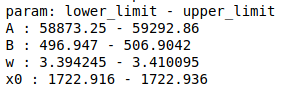 param: lower_limit - upper_limit
A : 58873.25 - 59292.86
B : 496.947 - 506.9042
w : 3.394245 - 3.410095
x0 : 1722.916 - 1722.936